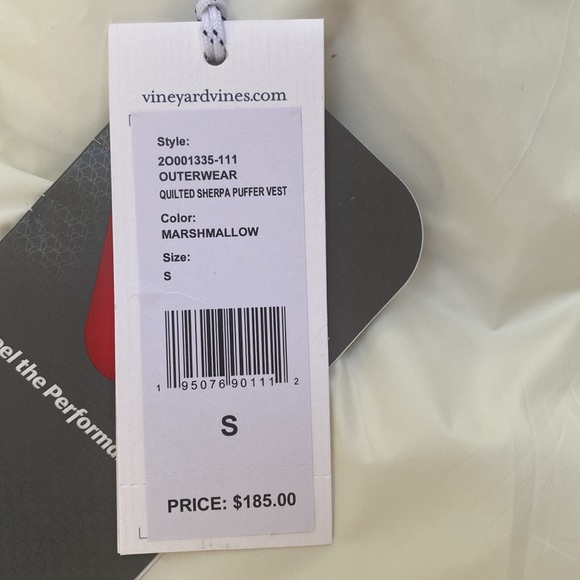 vineyardvines.com
Style:
2O001335-111
OUTERWEAR
QUILTED SHERPA PUFFER VEST
Color:
MARSHMALLOW
Size:
S
1 95076 90111 2
S
PRICE: $185.00
the Performa